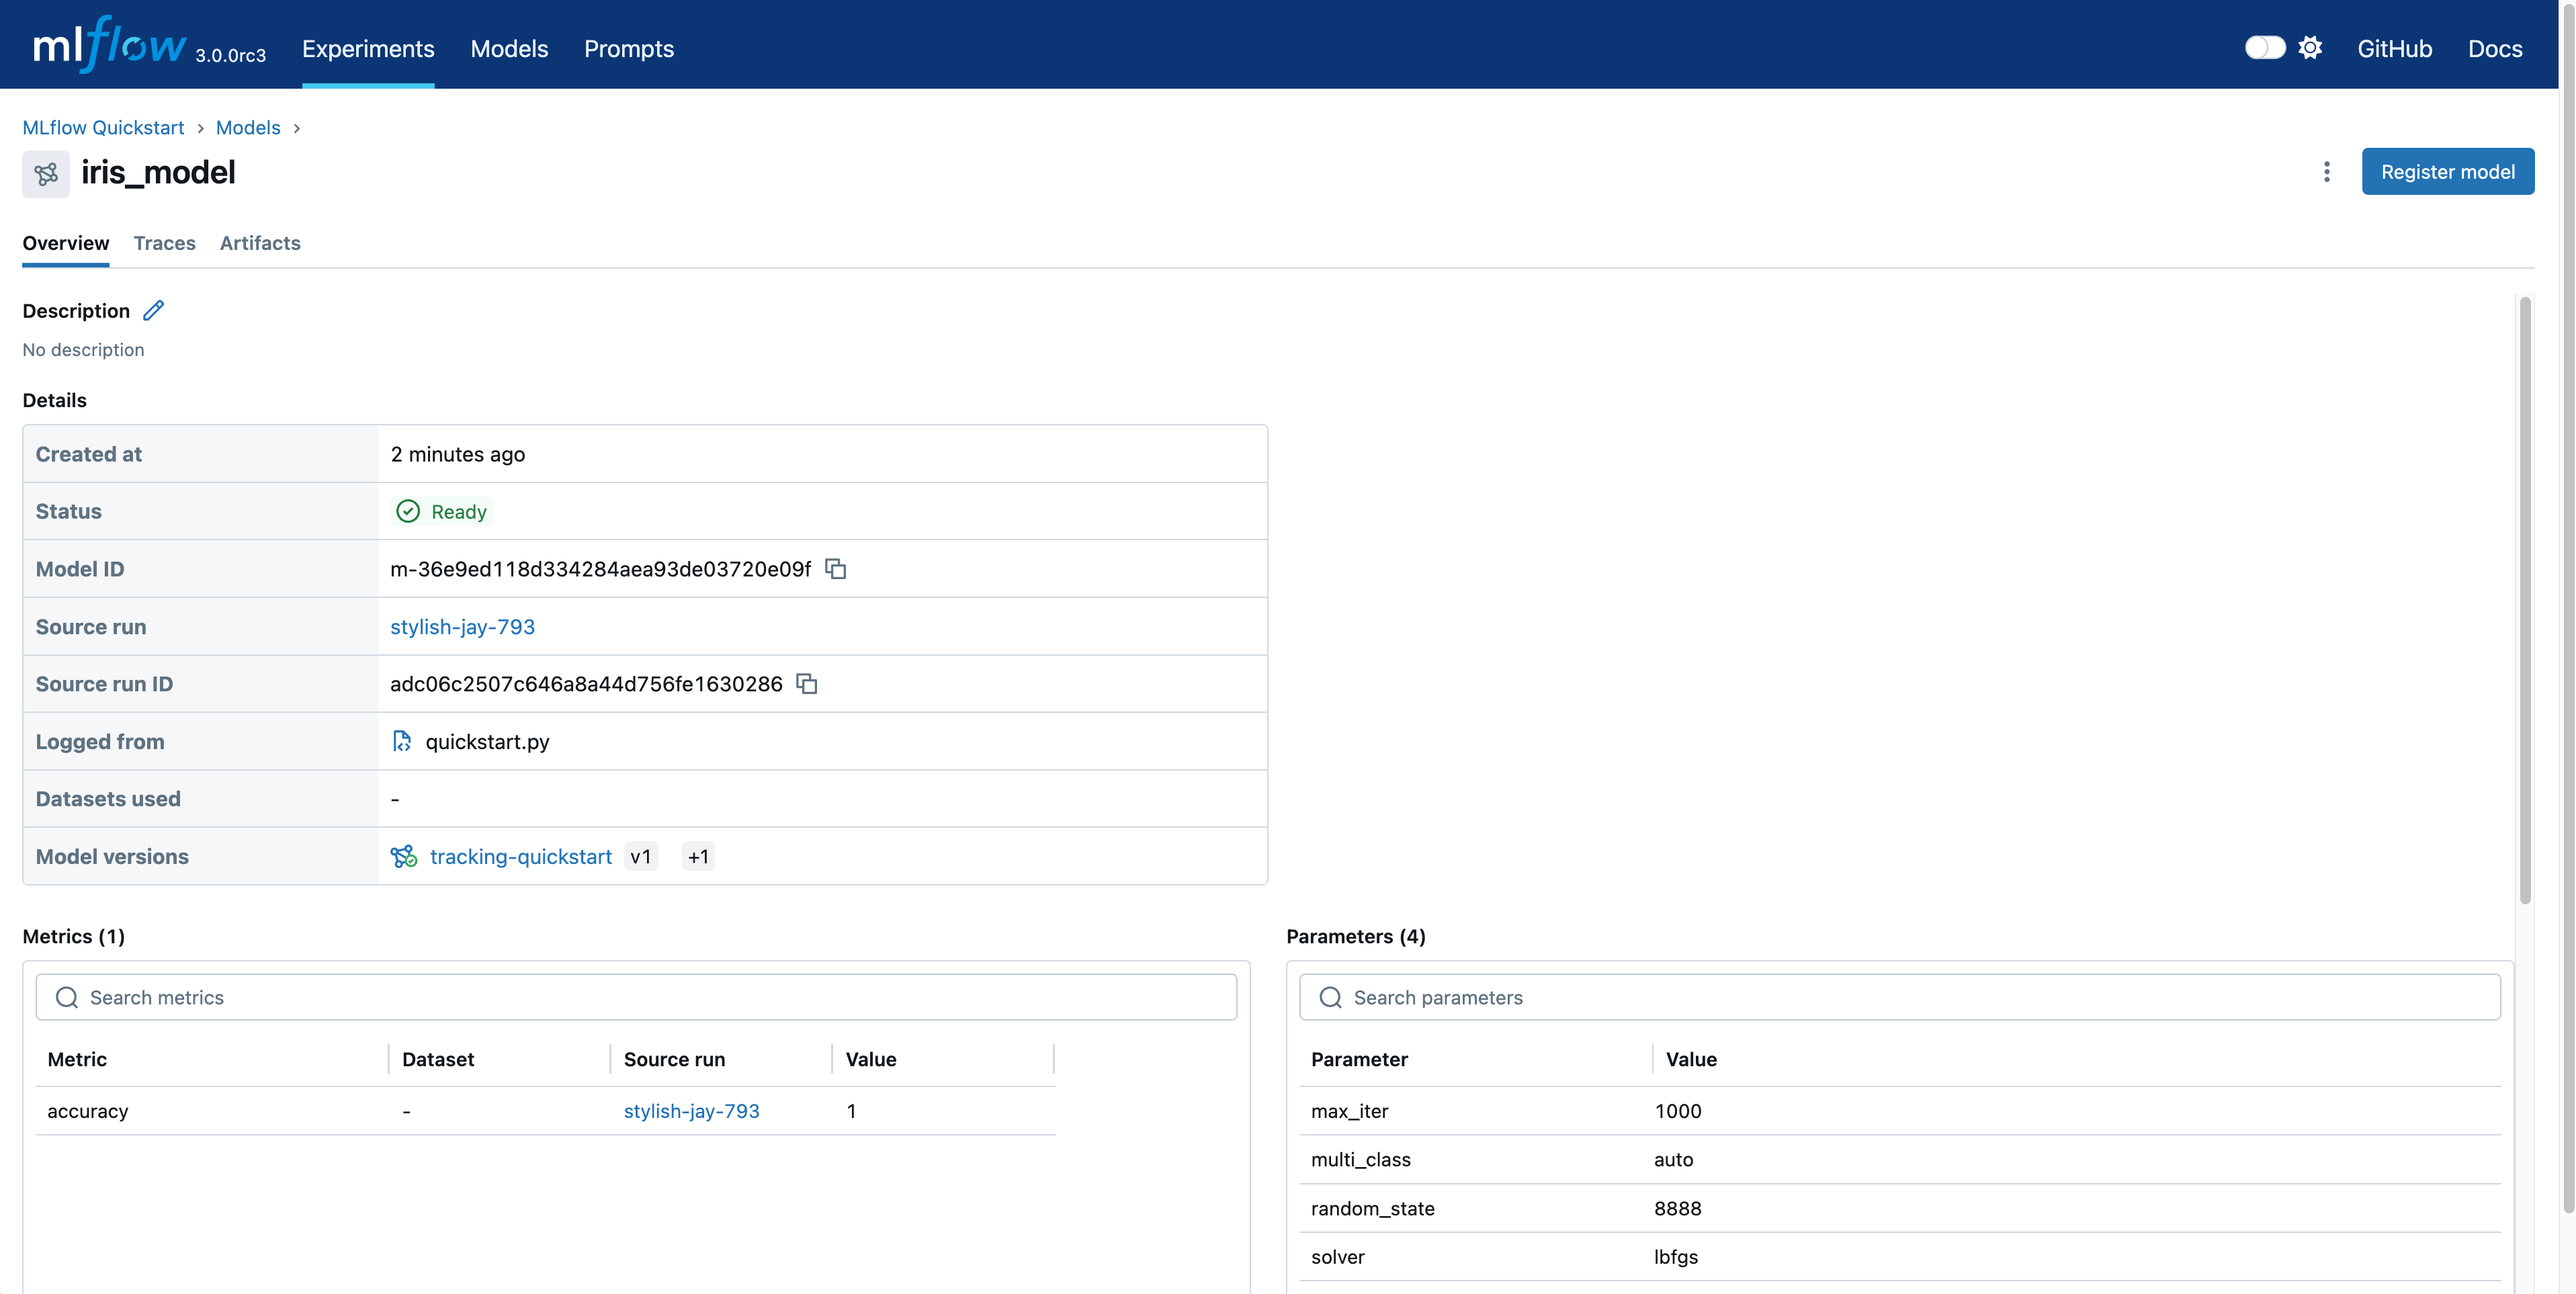 mlflow 3.0.0rc3 Experiments Models Prompts GitHub Docs
MLflow Quickstart › Models ›
iris_model
Register model
Overview Traces Artifacts
Description
No description
Details
Created at 2 minutes ago
Status Ready
Model ID m-36e9ed118d334284aea93de03720e09f
Source run stylish-jay-793
Source run ID adc06c2507c646a8a44d756fe1630286
Logged from quickstart.py
Datasets used -
Model versions tracking-quickstart v1 +1
Metrics (1)
Search metrics
Metric Dataset Source run Value
accuracy - stylish-jay-793 1
Parameters (4)
Search parameters
Parameter Value
max_iter 1000
multi_class auto
random_state 8888
solver lbfgs